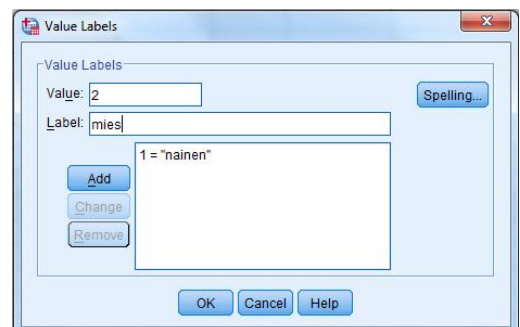 Value Labels
Value Labels
Value: 2
Spelling...
Label: mies
1 = "nainen"
Add
Change
Remove
OK Cancel Help